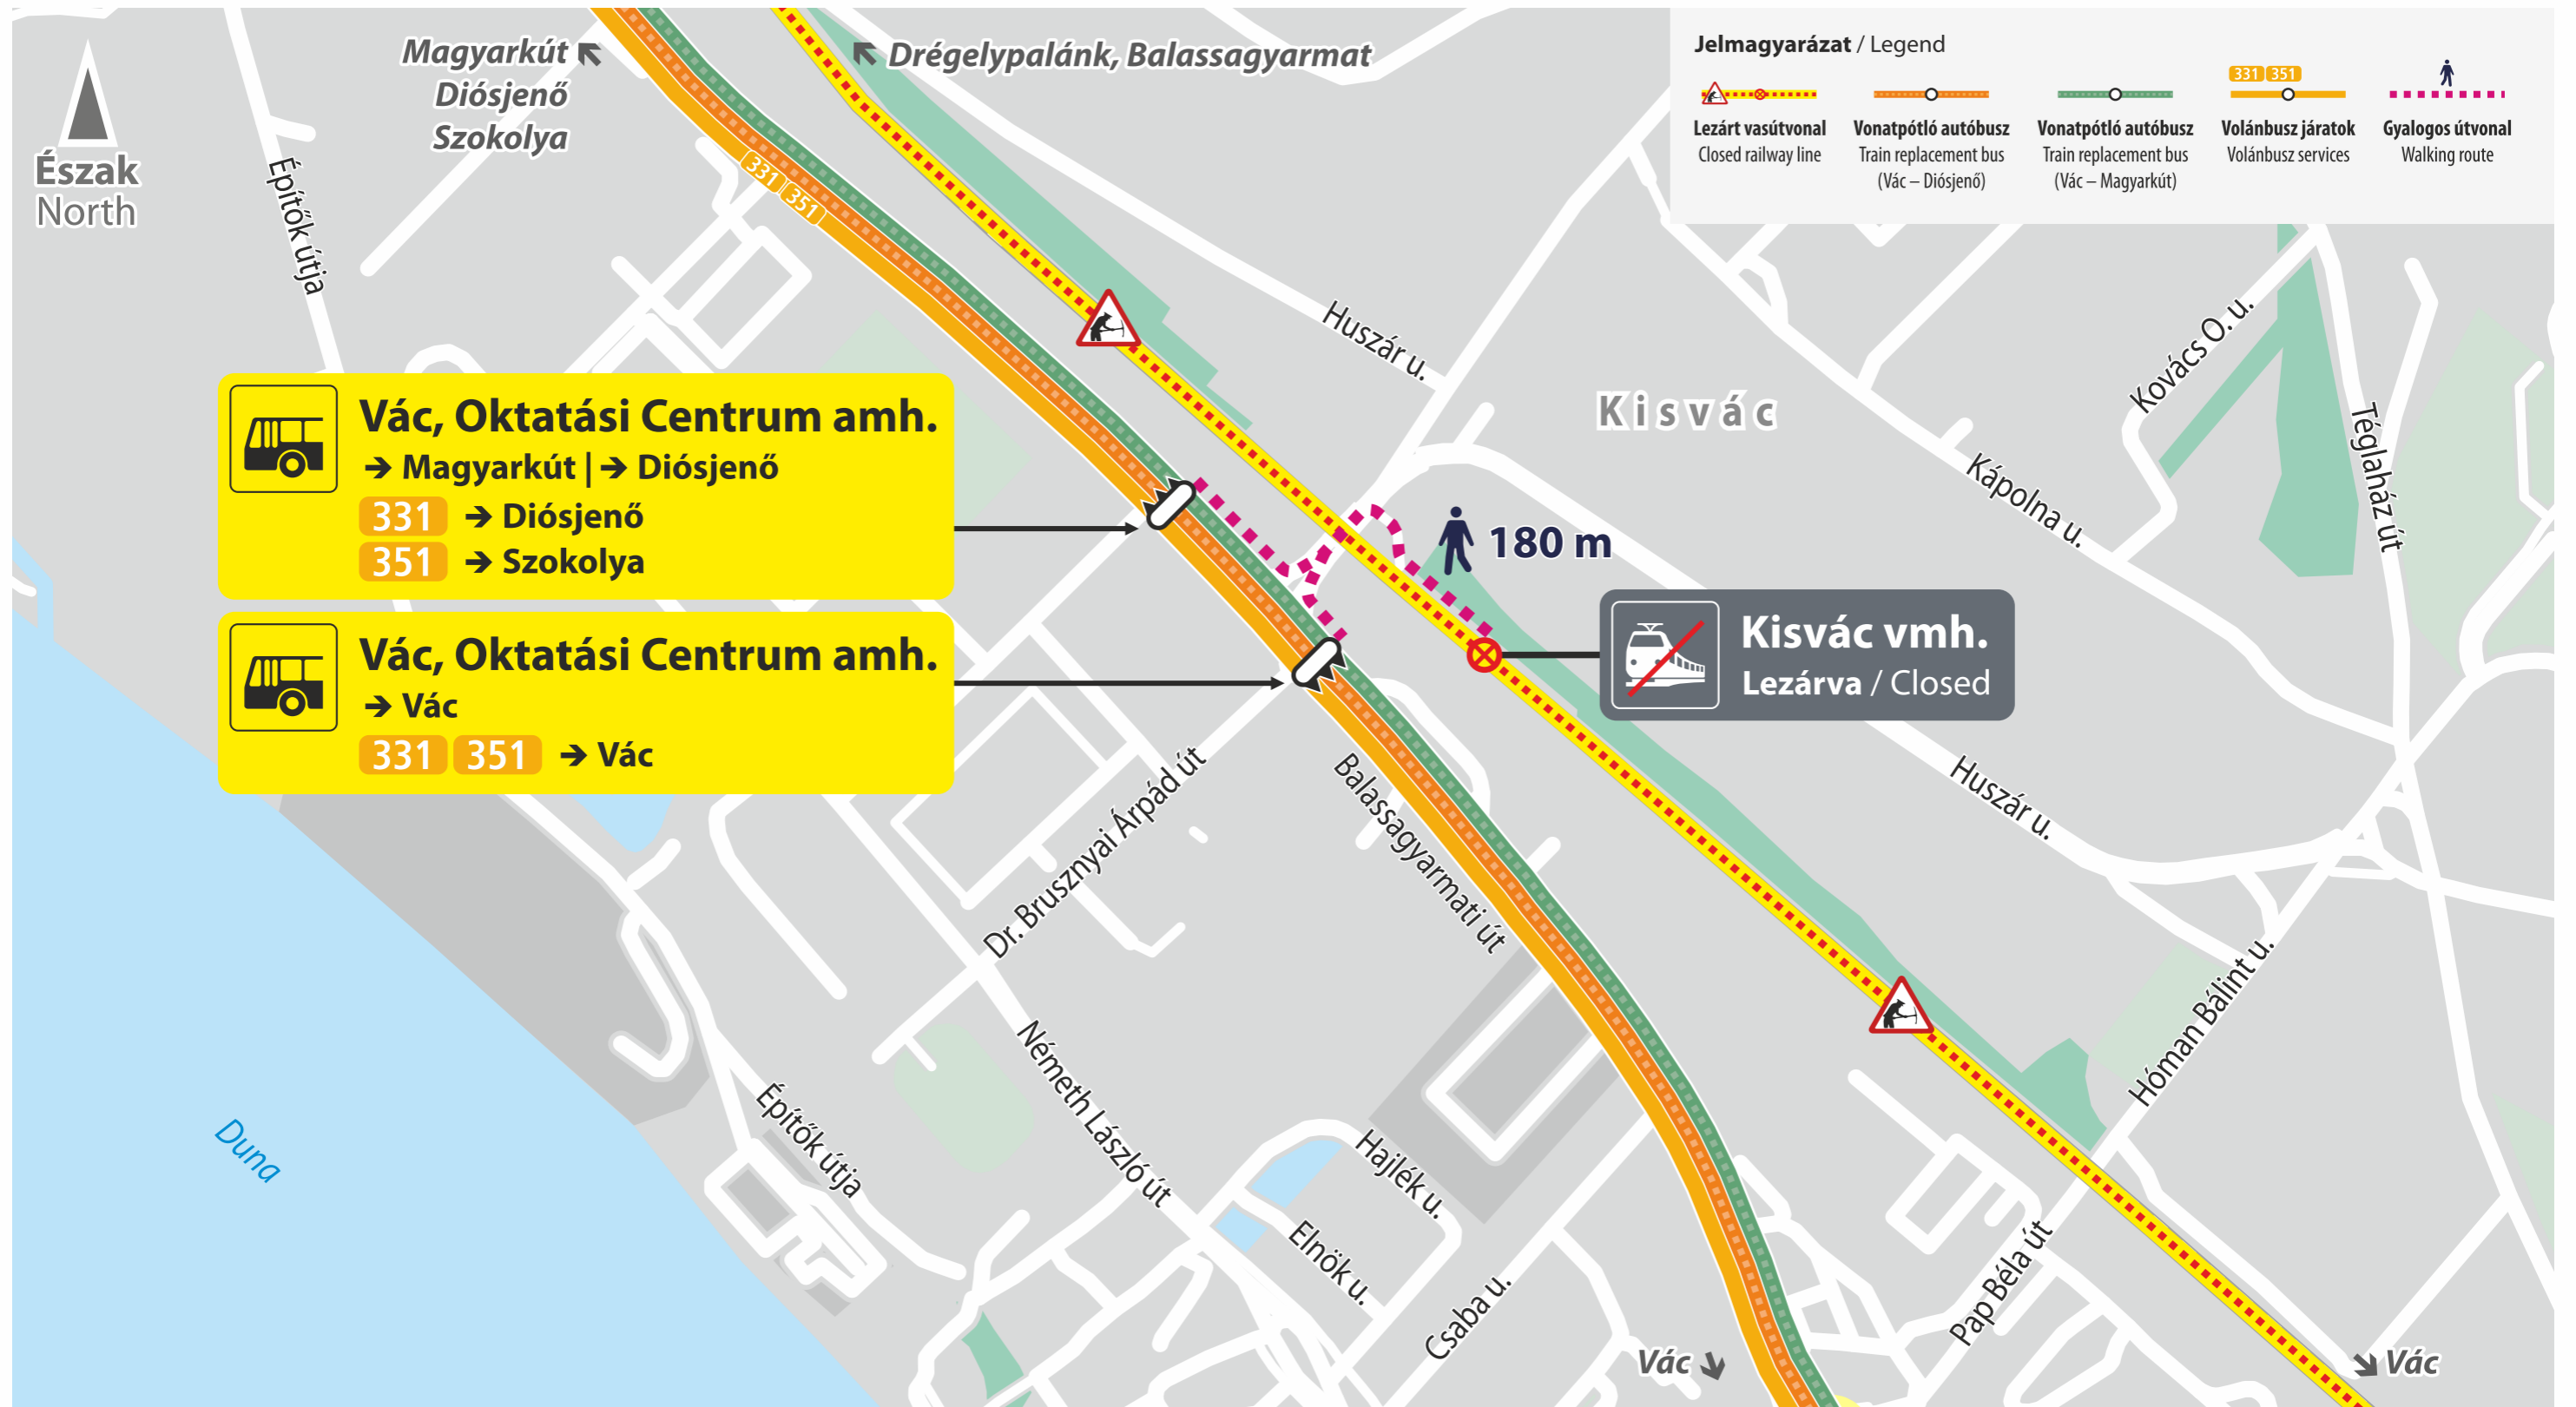 Magyarkút
Diósjenő
Szokolya
Drégelypalánk, Balassagyarmat
Jelmagyarázat / Legend
Lezárt vasútvonal
Closed railway line
Vonatpótló autóbusz
Train replacement bus
(Vác – Diósjenő)
Vonatpótló autóbusz
Train replacement bus
(Vác – Magyarkút)
331 351
Volánbusz járatok
Volánbusz services
Gyalogos útvonal
Walking route
Észak
North
Építők útja
331 351
Huszár u.
Kisvác
Kovács O. u.
Téglaház út
Kápolna u.
Vác, Oktatási Centrum amh.
➔ Magyarkút | ➔ Diósjenő
331 ➔ Diósjenő
351 ➔ Szokolya
180 m
Vác, Oktatási Centrum amh.
➔ Vác
331 351 ➔ Vác
Kisvác vmh.
Lezárva / Closed
Dr. Brusznyai Árpád út
Balassagyarmati út
Huszár u.
Hóman Bálint u.
Németh László út
Építők útja
Duna
Hajlék u.
Elnök u.
Csaba u.
Pap Béla út
Vác
Vác